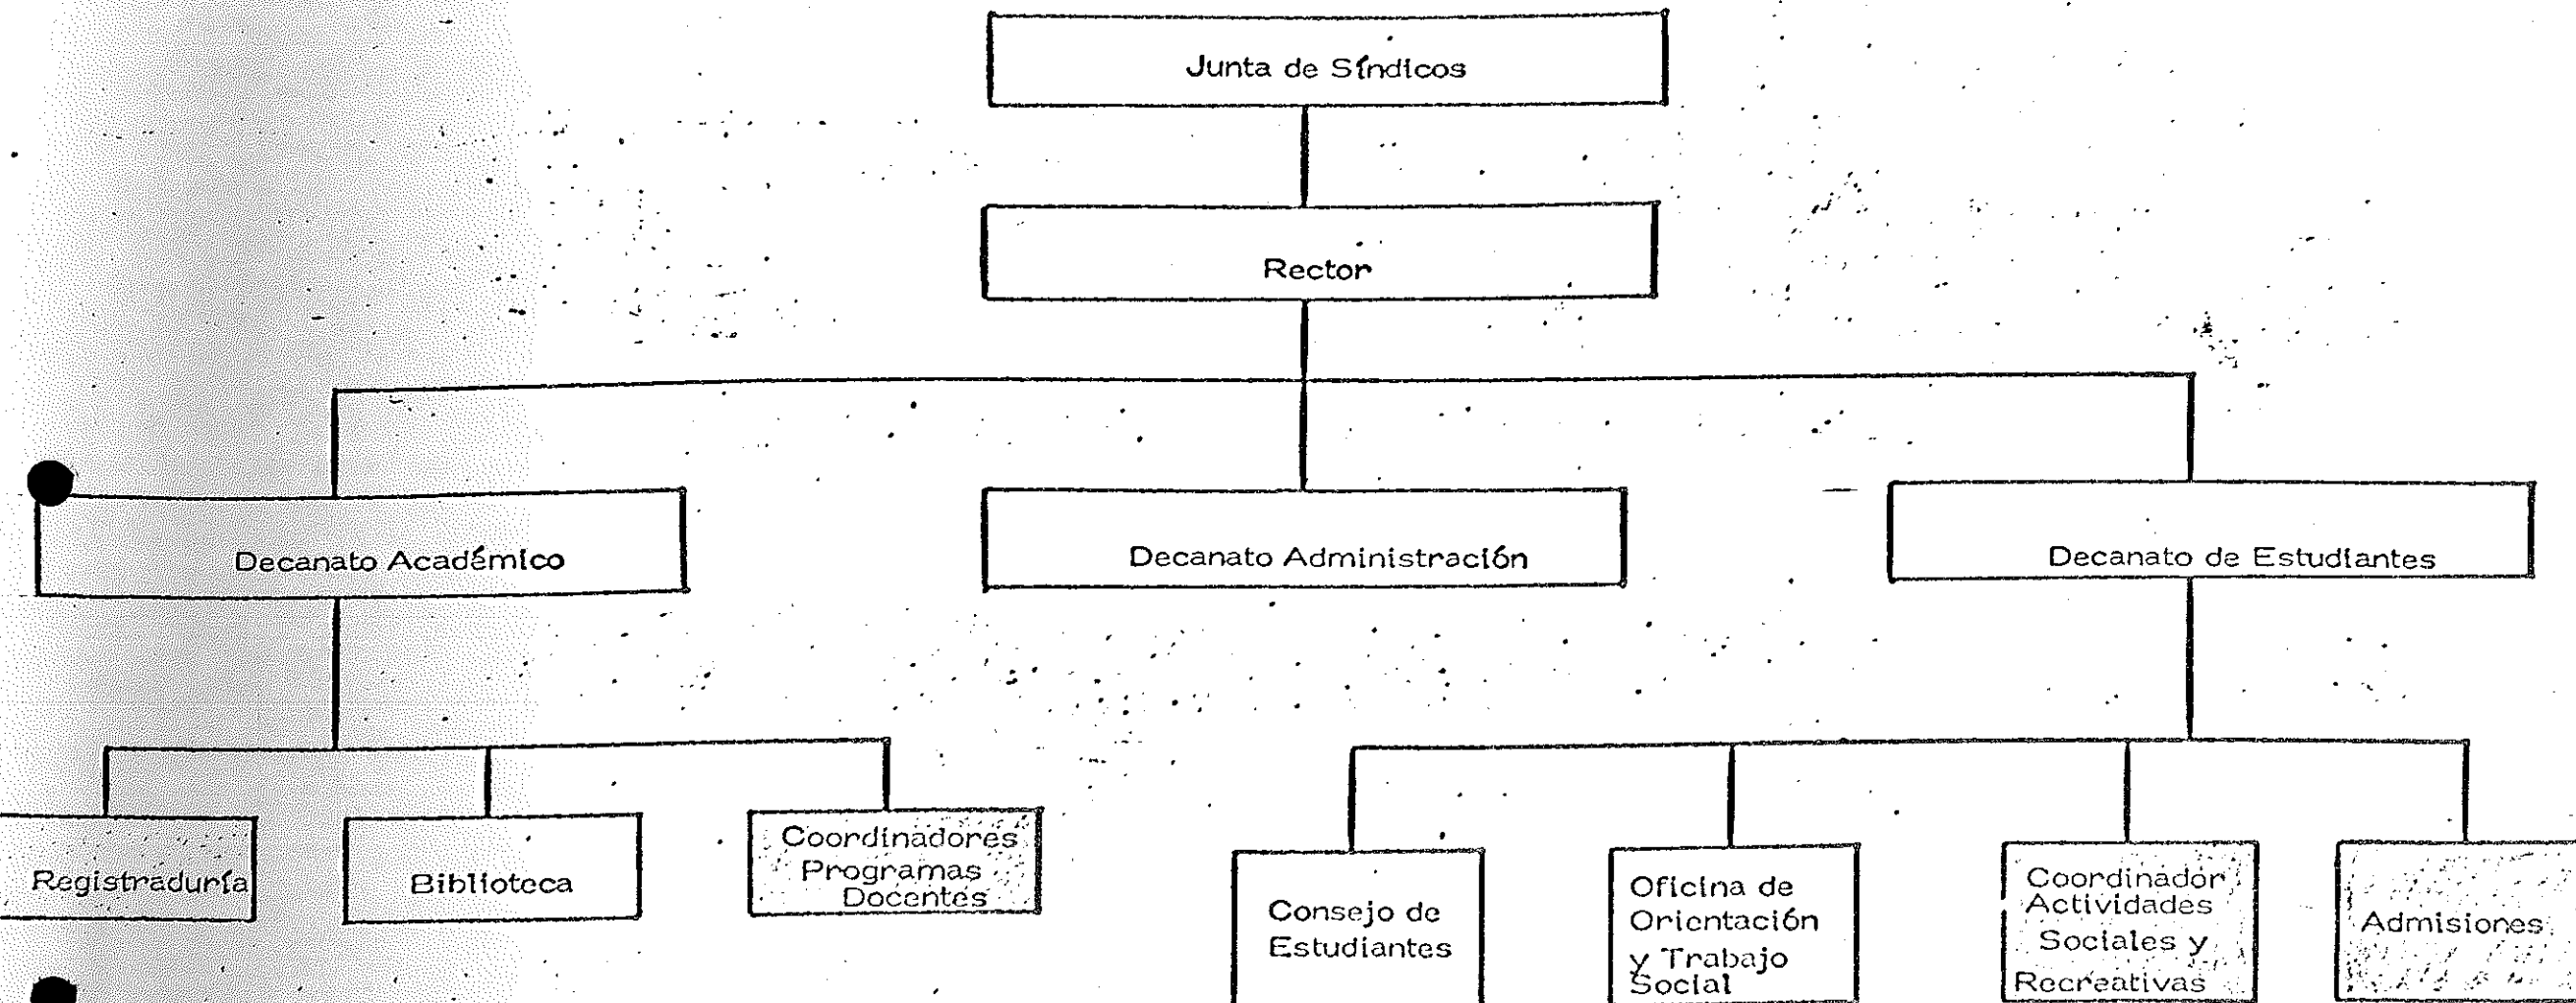 Junta de Síndicos
Rector
Decanato Académico
Decanato Administración
Decanato de Estudiantes
Registraduría
Biblioteca
Coordinadores
Programas
Docentes
Consejo de
Estudiantes
Oficina de
Orientación
y Trabajo
Social
Coordinador
Actividades
Sociales y
Recreativas
Admisiones